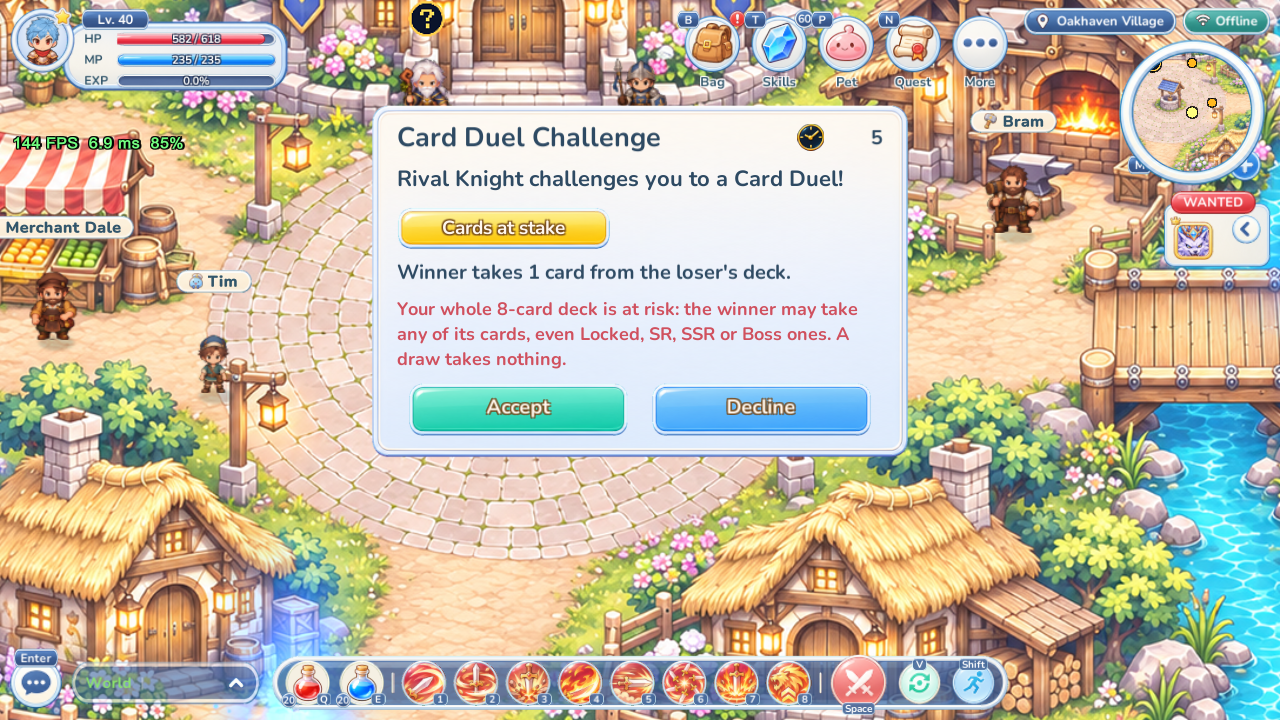 Lv. 40
HP 582 / 618
MP 235 / 235
EXP 0.0%
144 FPS 6.9 ms 85%
?
B T 60 P N
Bag Skills Pet Quest More
Oakhaven Village
Offline
Bram
WANTED
Merchant Dale
Tim
Card Duel Challenge 5
Rival Knight challenges you to a Card Duel!
Cards at stake
Winner takes 1 card from the loser's deck.
Your whole 8-card deck is at risk: the winner may take
any of its cards, even Locked, SR, SSR or Boss ones. A
draw takes nothing.
Accept Decline
Enter
World
20 Q 20 E 1 2 3 4 5 6 7 8 Space V Shift